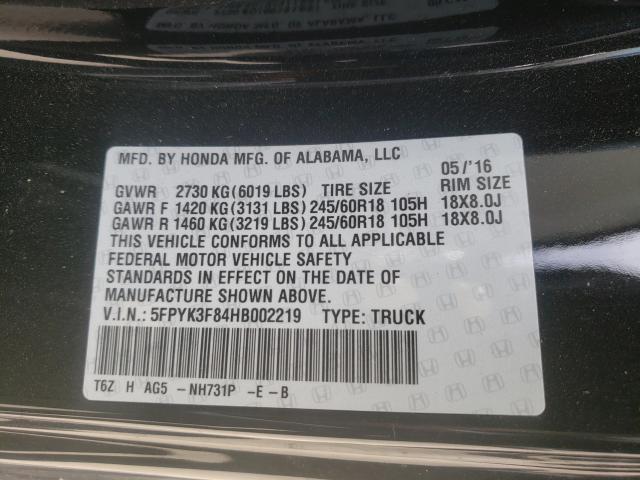 MFD. BY HONDA MFG. OF ALABAMA, LLC
05/'16
GVWR 2730 KG(6019 LBS) TIRE SIZE RIM SIZE
GAWR F 1420 KG(3131 LBS)245/60R18 105H 18X8.0J
GAWR R 1460 KG(3219 LBS)245/60R18 105H 18X8.0J
THIS VEHICLE CONFORMS TO ALL APPLICABLE
FEDERAL MOTOR VEHICLE SAFETY
STANDARDS IN EFFECT ON THE DATE OF
MANUFACTURE SHOWN ABOVE.
V.I.N.: 5FPYK3F84HB002219 TYPE: TRUCK
T6Z H AG5 -NH731P -E-B